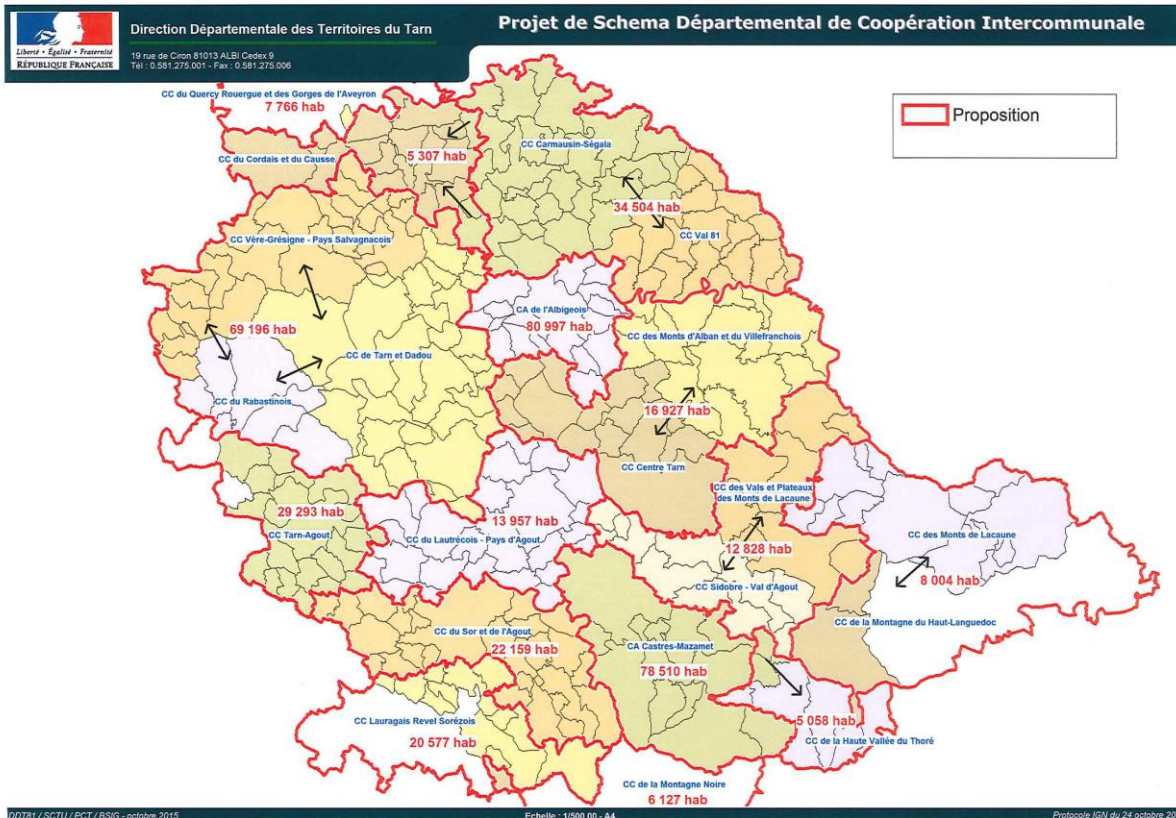 Liberté • Égalité • Fraternité
RÉPUBLIQUE FRANÇAISE
Direction Départementale des Territoires du Tarn
19 rue de Ciron 81013 ALBI Cedex 9
Tél : 0.581.275.001 - Fax : 0.581.275.006
Projet de Schema Départemental de Coopération Intercommunale
Proposition
CC du Quercy Rouergue et des Gorges de l'Aveyron
7 766 hab
CC du Cordais et du Causse
5 307 hab
CC Carmausin-Ségala
34 504 hab
CC Val 81
CC Vère-Grésigne - Pays Salvagnacois
69 196 hab
CC de Tarn et Dadou
CC du Rabastinois
CA de l'Albigeois
80 997 hab
CC des Monts d'Alban et du Villefranchois
16 927 hab
CC Centre Tarn
CC des Vals et Plateaux
des Monts de Lacaune
12 828 hab
CC Sidobre - Val d'Agout
CC des Monts de Lacaune
8 004 hab
CC de la Montagne du Haut-Languedoc
29 293 hab
CC Tarn-Agout
13 957 hab
CC du Lautrécois - Pays d'Agout
CC du Sor et de l'Agout
22 159 hab
CA Castres-Mazamet
78 510 hab
5 058 hab
CC de la Haute Vallée du Thoré
CC Lauragais Revel Sorézois
20 577 hab
CC de la Montagne Noire
6 127 hab
DDT81 / SCTU / PCT / BSIG - octobre 2015
Echelle : 1/500 00 - A4
Protocole IGN du 24 octobre 20